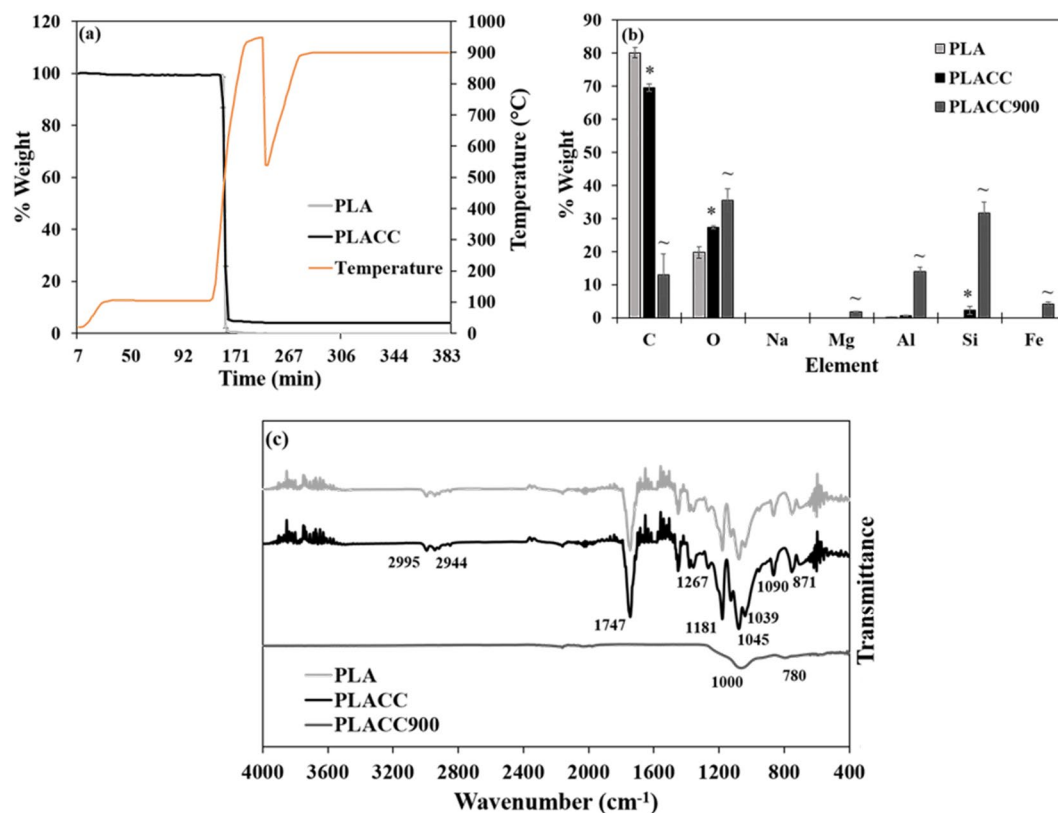 (a)
120
100
80
60
40
20
0
% Weight
1000
900
800
700
600
500
400
300
200
100
0
Temperature (°C)
PLA
PLACC
Temperature
7 50 92 171 267 306 344 383
Time (min)
(b)
90
80
70
60
50
40
30
20
10
0
% Weight
PLA
PLACC
PLACC900
* ~ * ~ ~ ~ * ~ ~
C O Na Mg Al Si Fe
Element
(c)
2995 2944
1747
1267
1181
1045
1039
1090
871
1000
780
Transmittance
PLA
PLACC
PLACC900
4000 3600 3200 2800 2400 2000 1600 1200 800 400
Wavenumber (cm⁻¹)